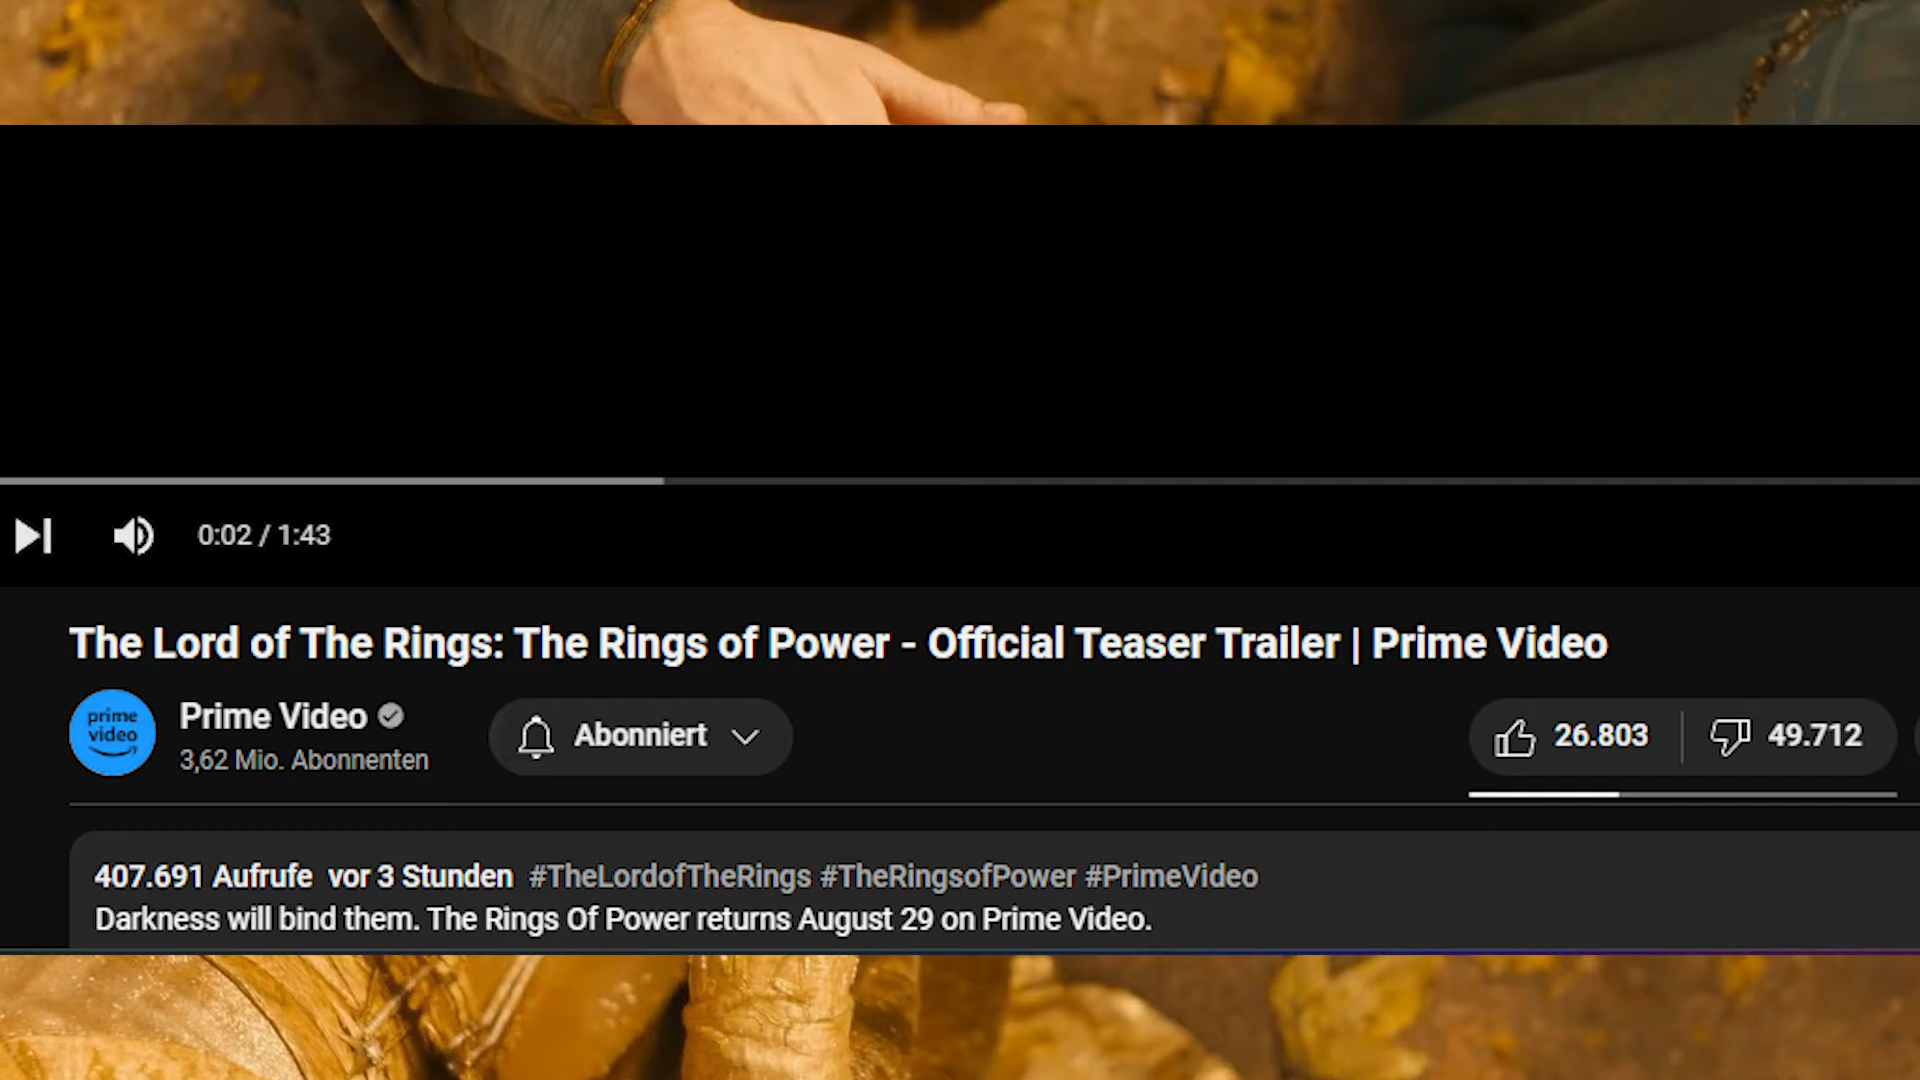 0:02 / 1:43
The Lord of The Rings: The Rings of Power - Official Teaser Trailer | Prime Video
prime
video
Prime Video
3,62 Mio. Abonnenten
Abonniert
26.803
49.712
407.691 Aufrufe vor 3 Stunden #TheLordofTheRings #TheRingsofPower #PrimeVideo
Darkness will bind them. The Rings Of Power returns August 29 on Prime Video.